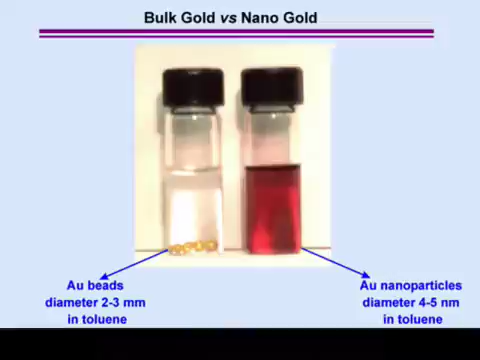 Bulk Gold vs Nano Gold
Au beads
diameter 2-3 mm
in toluene
Au nanoparticles
diameter 4-5 nm
in toluene